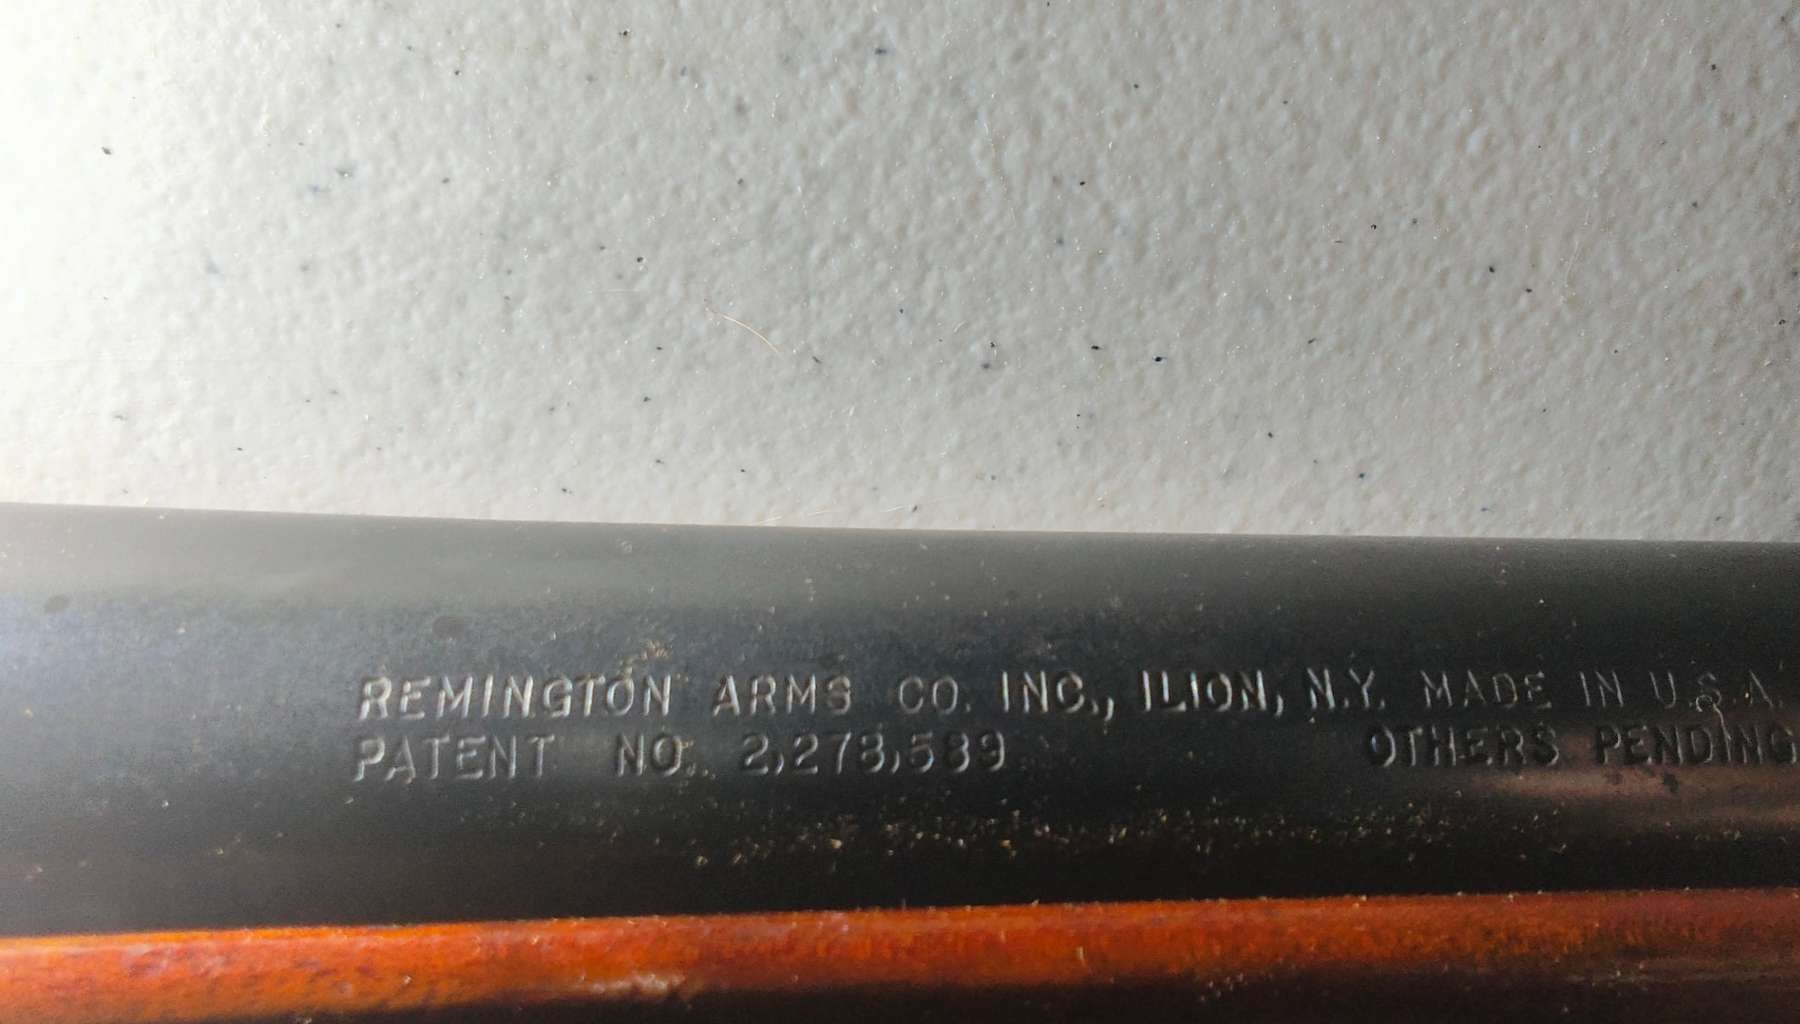 REMINGTON ARMS CO. INC., ILION, N.Y. MADE IN U.S.A.
PATENT NO. 2,278,589 OTHERS PENDING